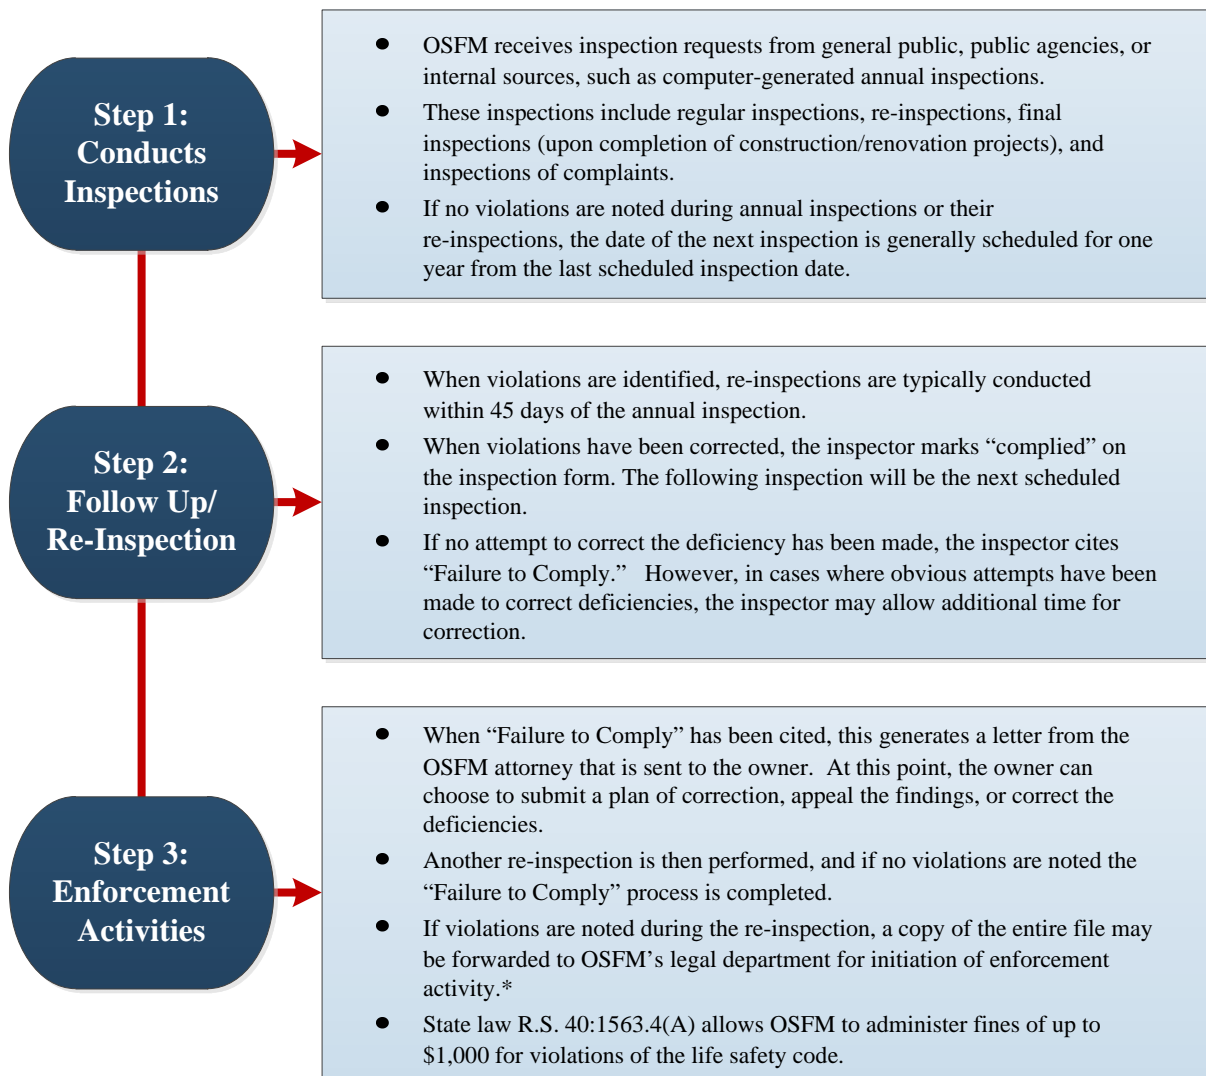 Step 1:
Conducts
Inspections
● OSFM receives inspection requests from general public, public agencies, or
internal sources, such as computer-generated annual inspections.
● These inspections include regular inspections, re-inspections, final
inspections (upon completion of construction/renovation projects), and
inspections of complaints.
● If no violations are noted during annual inspections or their
re-inspections, the date of the next inspection is generally scheduled for one
year from the last scheduled inspection date.
Step 2:
Follow Up/
Re-Inspection
● When violations are identified, re-inspections are typically conducted
within 45 days of the annual inspection.
● When violations have been corrected, the inspector marks “complied” on
the inspection form. The following inspection will be the next scheduled
inspection.
● If no attempt to correct the deficiency has been made, the inspector cites
“Failure to Comply.” However, in cases where obvious attempts have been
made to correct deficiencies, the inspector may allow additional time for
correction.
Step 3:
Enforcement
Activities
● When “Failure to Comply” has been cited, this generates a letter from the
OSFM attorney that is sent to the owner. At this point, the owner can
choose to submit a plan of correction, appeal the findings, or correct the
deficiencies.
● Another re-inspection is then performed, and if no violations are noted the
“Failure to Comply” process is completed.
● If violations are noted during the re-inspection, a copy of the entire file may
be forwarded to OSFM’s legal department for initiation of enforcement
activity.*
● State law R.S. 40:1563.4(A) allows OSFM to administer fines of up to
$1,000 for violations of the life safety code.